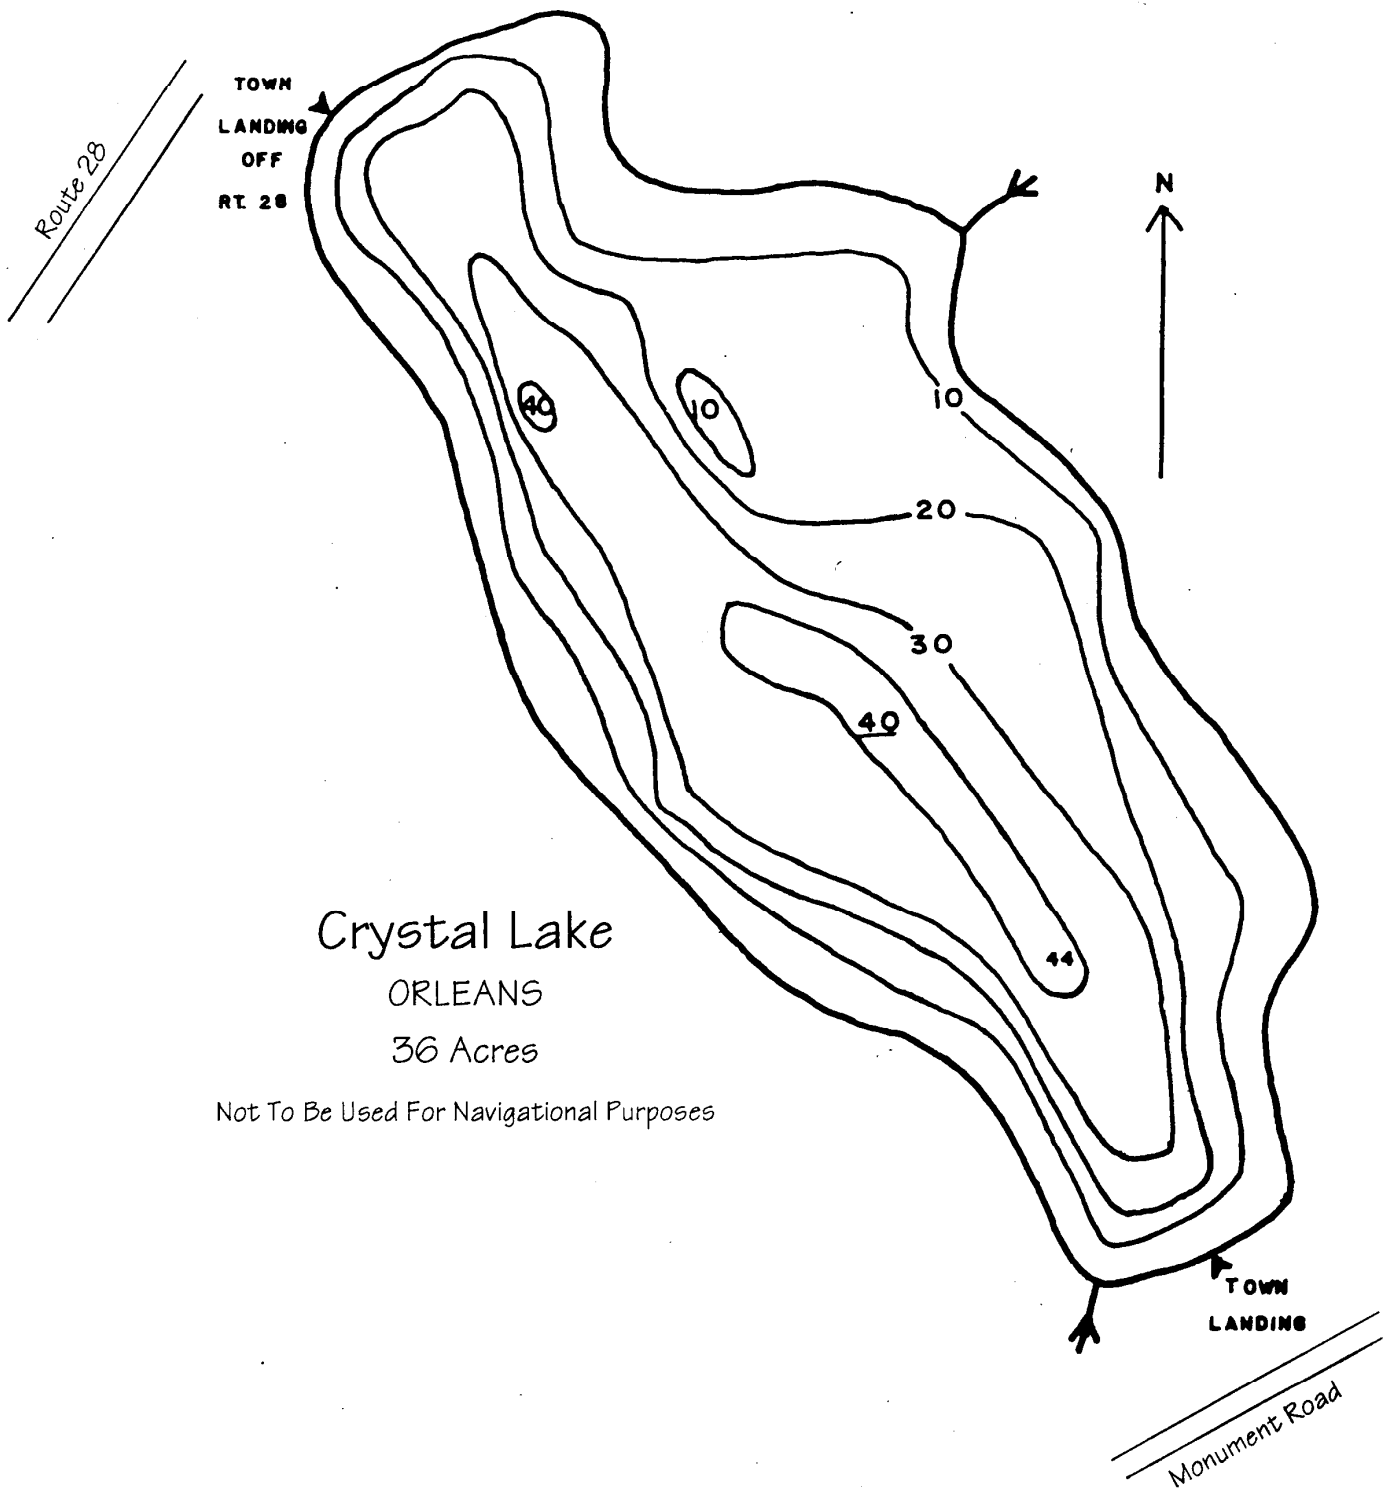 TOWN
LANDING
OFF
RT. 28
Route 28
N
40
10
10
20
30
40
44
Crystal Lake
ORLEANS
36 Acres
Not To Be Used For Navigational Purposes
TOWN
LANDING
Monument Road